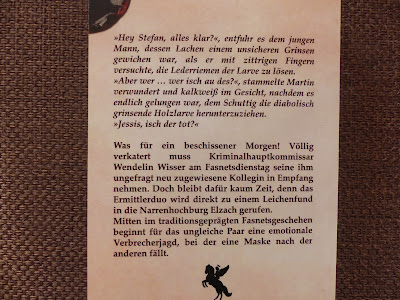 »Hey Stefan, alles klar?«, entfuhr es dem jungen
Mann, dessen Lachen einem unsicheren Grinsen
gewichen war, als er mit zittrigen Fingern
versuchte, die Lederriemen der Larve zu lösen.
»Aber wer ... wer isch au des?«, stammelte Martin
verwundert und kalkweiß im Gesicht, nachdem es
endlich gelungen war, dem Schuttig die diabolisch
grinsende Holzlarve herunterzuziehen.
»Jessis, isch der tot?«
Was für ein beschissener Morgen! Völlig
verkatert muss Kriminalhauptkommissar
Wendelin Wisser am Fasnetsdienstag seine ihm
ungefragt neu zugewiesene Kollegin in Empfang
nehmen. Doch bleibt dafür kaum Zeit, denn das
Ermittlerduo wird direkt zu einem Leichenfund in
die Narrenhochburg Elzach gerufen.
Mitten im traditionsgeprägten Fasnetsgeschehen
beginnt für das ungleiche Paar eine emotionale
Verbrecherjagd, bei der eine Maske nach der
anderen fällt.